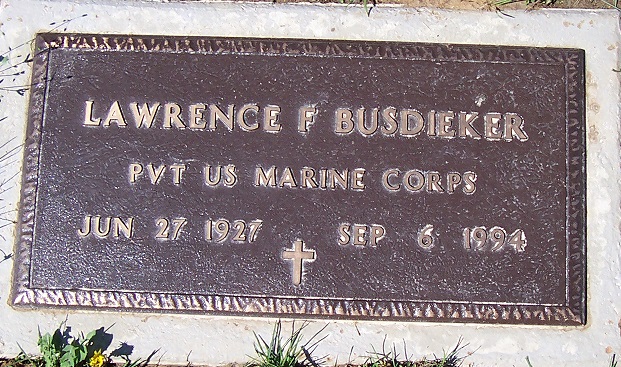 LAWRENCE F BUSDIEKER
PVT US MARINE CORPS
JUN 27 1927 SEP 6 1994